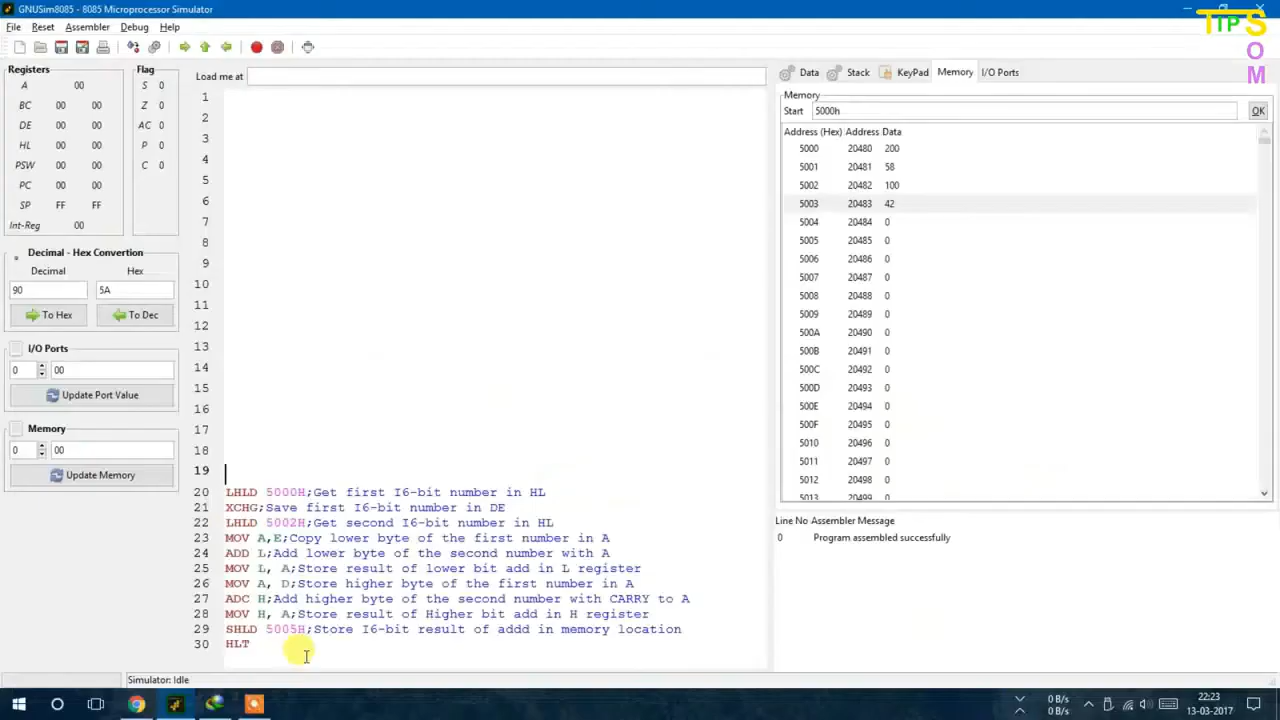 GNUSim8085 - 8085 Microprocessor Simulator
TIPS
OM
File Reset Assembler Debug Help
Registers
A 00
BC 00 00
DE 00 00
HL 00 00
PSW 00 00
PC 00 00
SP FF FF
Int-Reg 00
Flag
S 0
Z 0
AC 0
P 0
C 0
Decimal - Hex Convertion
Decimal Hex
90 5A
To Hex To Dec
I/O Ports
0 00
Update Port Value
Memory
0 00
Update Memory
Load me at
1
2
3
4
5
6
7
8
9
10
11
12
13
14
15
16
17
18
19
20 LHLD 5000H;Get first I6-bit number in HL
21 XCHG;Save first I6-bit number in DE
22 LHLD 5002H;Get second I6-bit number in HL
23 MOV A,E;Copy lower byte of the first number in A
24 ADD L;Add lower byte of the second number with A
25 MOV L, A;Store result of lower bit add in L register
26 MOV A, D;Store higher byte of the first number in A
27 ADC H;Add higher byte of the second number with CARRY to A
28 MOV H, A;Store result of Higher bit add in H register
29 SHLD 5005H;Store I6-bit result of addd in memory location
30 HLT
Data Stack KeyPad Memory I/O Ports
Memory
Start 5000h OK
Address (Hex) Address Data
5000 20480 200
5001 20481 58
5002 20482 100
5003 20483 42
5004 20484 0
5005 20485 0
5006 20486 0
5007 20487 0
5008 20488 0
5009 20489 0
500A 20490 0
500B 20491 0
500C 20492 0
500D 20493 0
500E 20494 0
500F 20495 0
5010 20496 0
5011 20497 0
5012 20498 0
5013 20499 0
Line No Assembler Message
0 Program assembled successfully
Simulator: Idle
0 B/s
0 B/s
22:23
13-03-2017